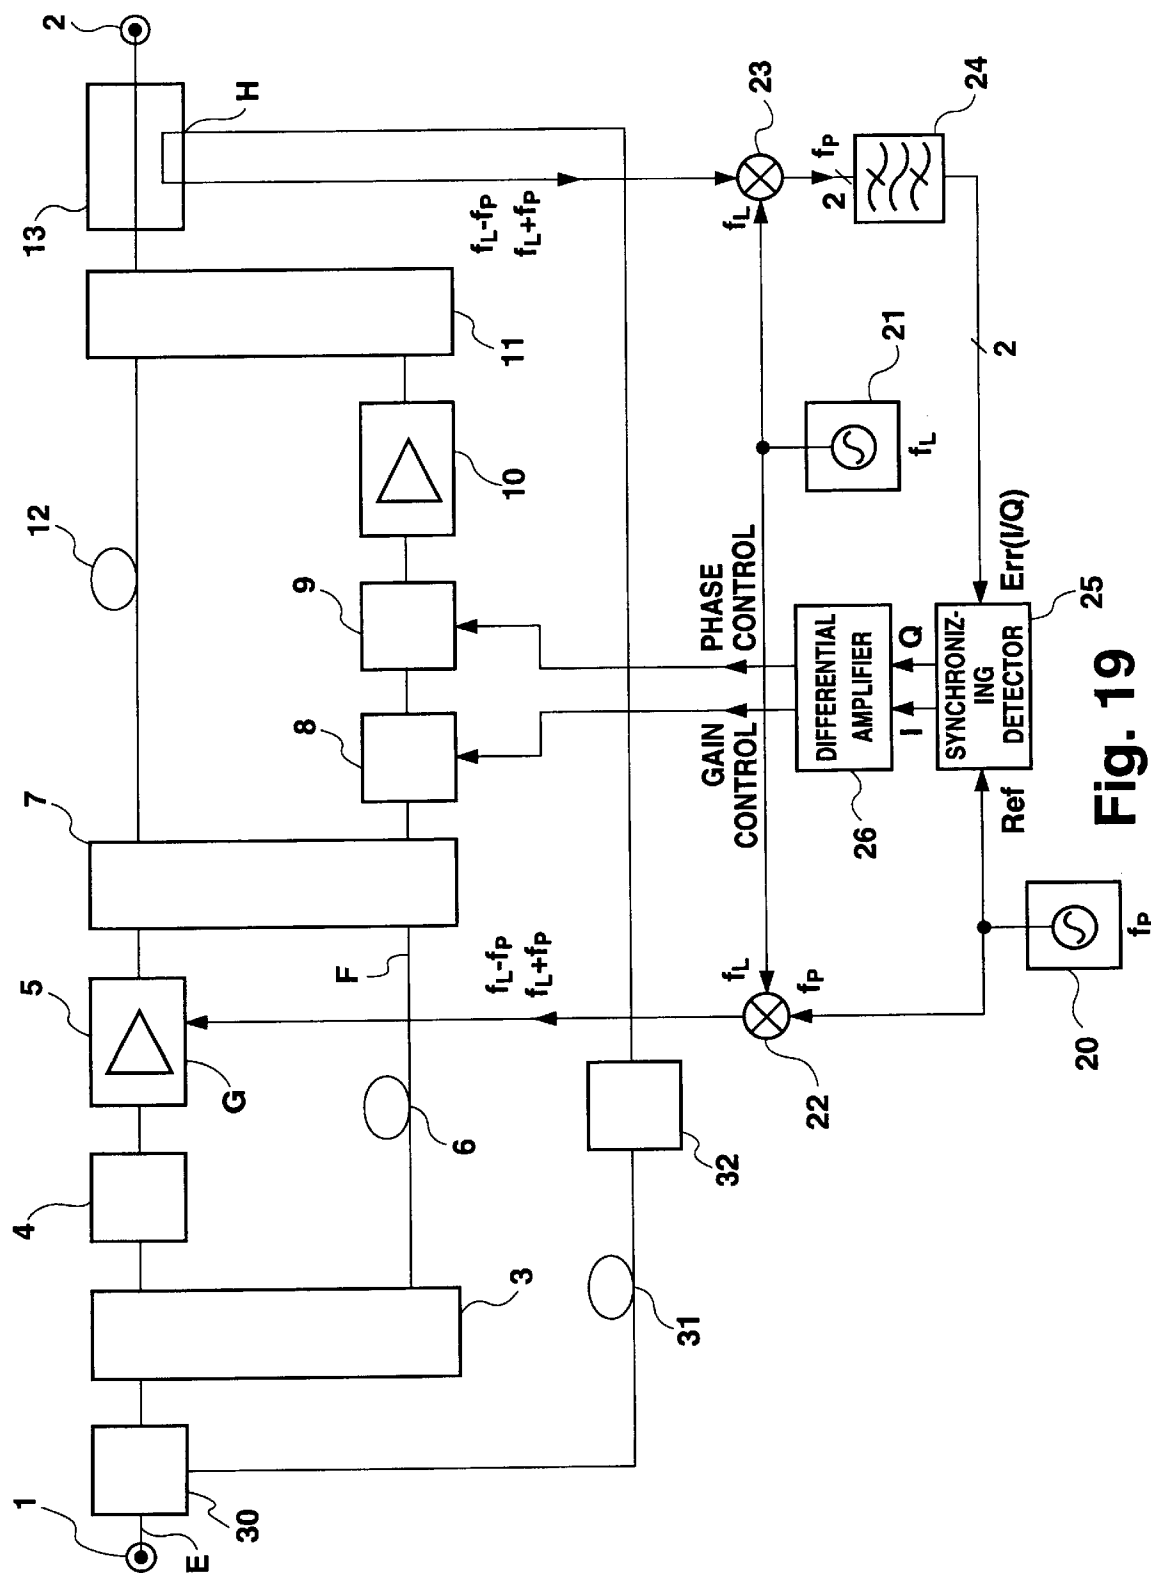 1
E
30
3
4
5
G
6
F
7
8
9
10
11
12
13
H
2
31
32
fL-fP
fL+fP
fL-fP
fL+fP
GAIN
CONTROL
PHASE
CONTROL
fL
fP
22
fL
23
fP
2
24
2
21
fL
DIFFERENTIAL
AMPLIFIER
26
I
Q
SYNCHRONIZ-
ING
DETECTOR
25
Ref
Err(I/Q)
20
fP
Fig. 19